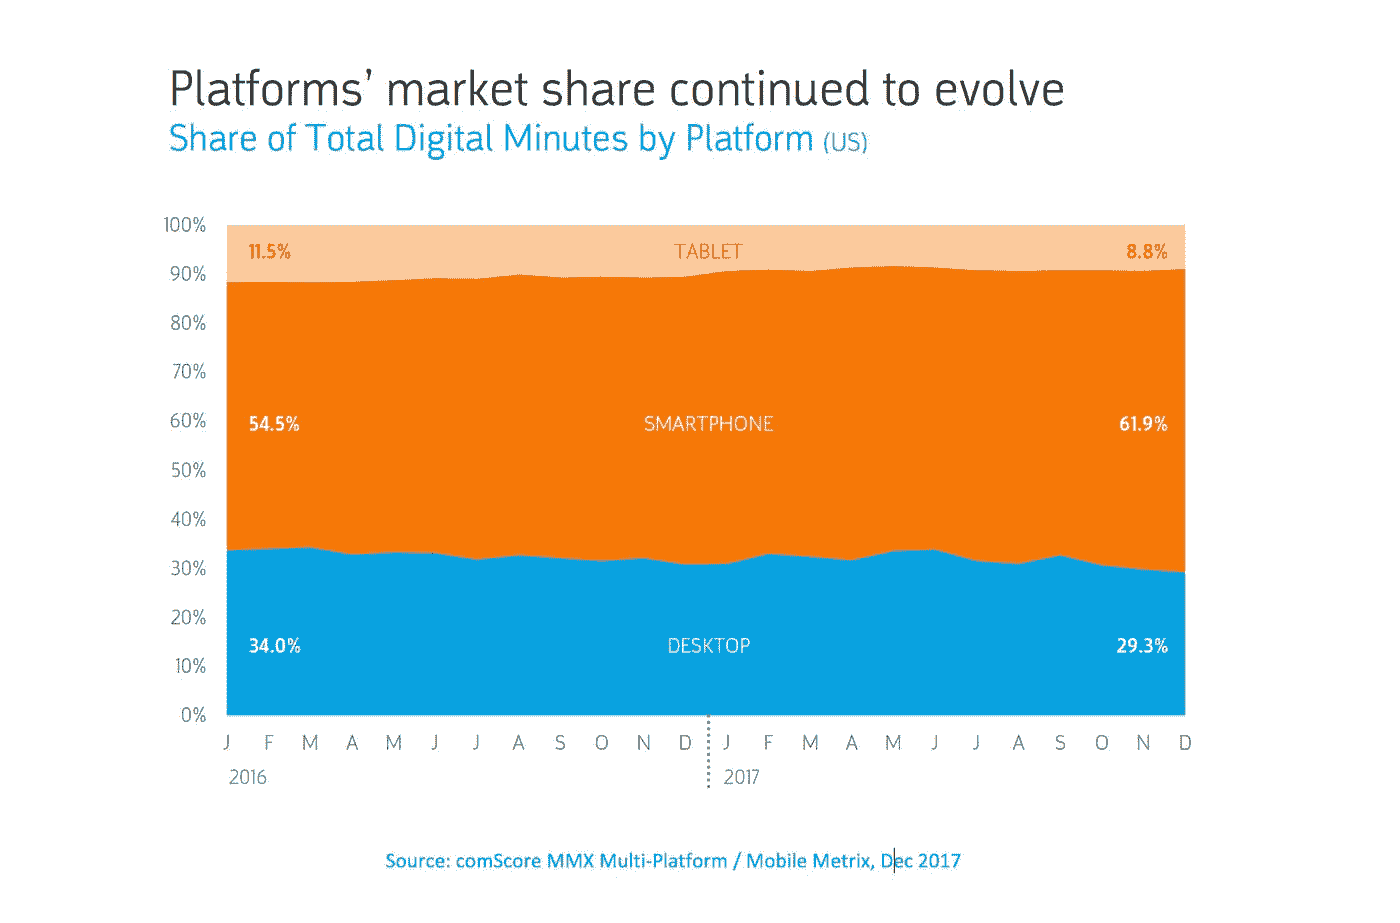 Platforms’ market share continued to evolve
Share of Total Digital Minutes by Platform (US)
100%
11.5% TABLET 8.8%
90%
80%
70%
60% 54.5% SMARTPHONE 61.9%
50%
40%
30%
20%
34.0% DESKTOP 29.3%
10%
0%
J F M A M J J A S O N D J F M A M J J A S O N D
2016 2017
Source: comScore MMX Multi-Platform / Mobile Metrix, Dec 2017